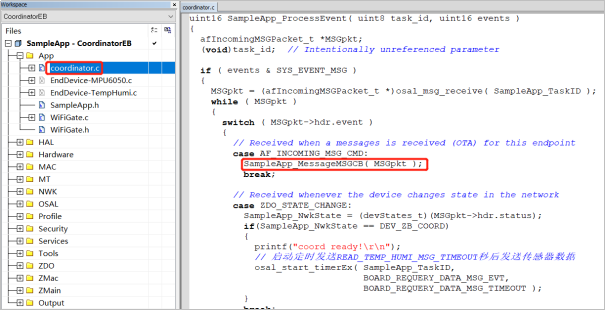 Workspace
CoordinatorEB
Files
SampleApp - CoordinatorEB
App
coordinator.c
EndDevice-MPU6050.c
EndDevice-TempHumi.c
SampleApp.h
WiFiGate.c
WiFiGate.h
HAL
Hardware
MAC
MT
NWK
OSAL
Profile
Security
Services
Tools
ZDO
ZMac
ZMain
Output
coordinator.c
uint16 SampleApp_ProcessEvent( uint8 task_id, uint16 events )
{
afIncomingMSGPacket_t *MSGpkt;
(void)task_id;  // Intentionally unreferenced parameter
if ( events & SYS_EVENT_MSG )
{
MSGpkt = (afIncomingMSGPacket_t *)osal_msg_receive( SampleApp_TaskID );
while ( MSGpkt )
{
switch ( MSGpkt->hdr.event )
{
// Received when a messages is received (OTA) for this endpoint
case AF_INCOMING_MSG_CMD:
SampleApp_MessageMSGCB( MSGpkt );
break;
// Received whenever the device changes state in the network
case ZDO_STATE_CHANGE:
SampleApp_NwkState = (devStates_t)(MSGpkt->hdr.status);
if(SampleApp_NwkState == DEV_ZB_COORD)
{
printf("coord ready!\r\n");
// 启动定时发送READ_TEMP_HUMI_MSG_TIMEOUT秒后发送传感器数据
osal_start_timerEx( SampleApp_TaskID,
BOARD_REQUERY_DATA_MSG_EVT,
BOARD_REQUERY_DATA_MSG_TIMEOUT );
}
break;